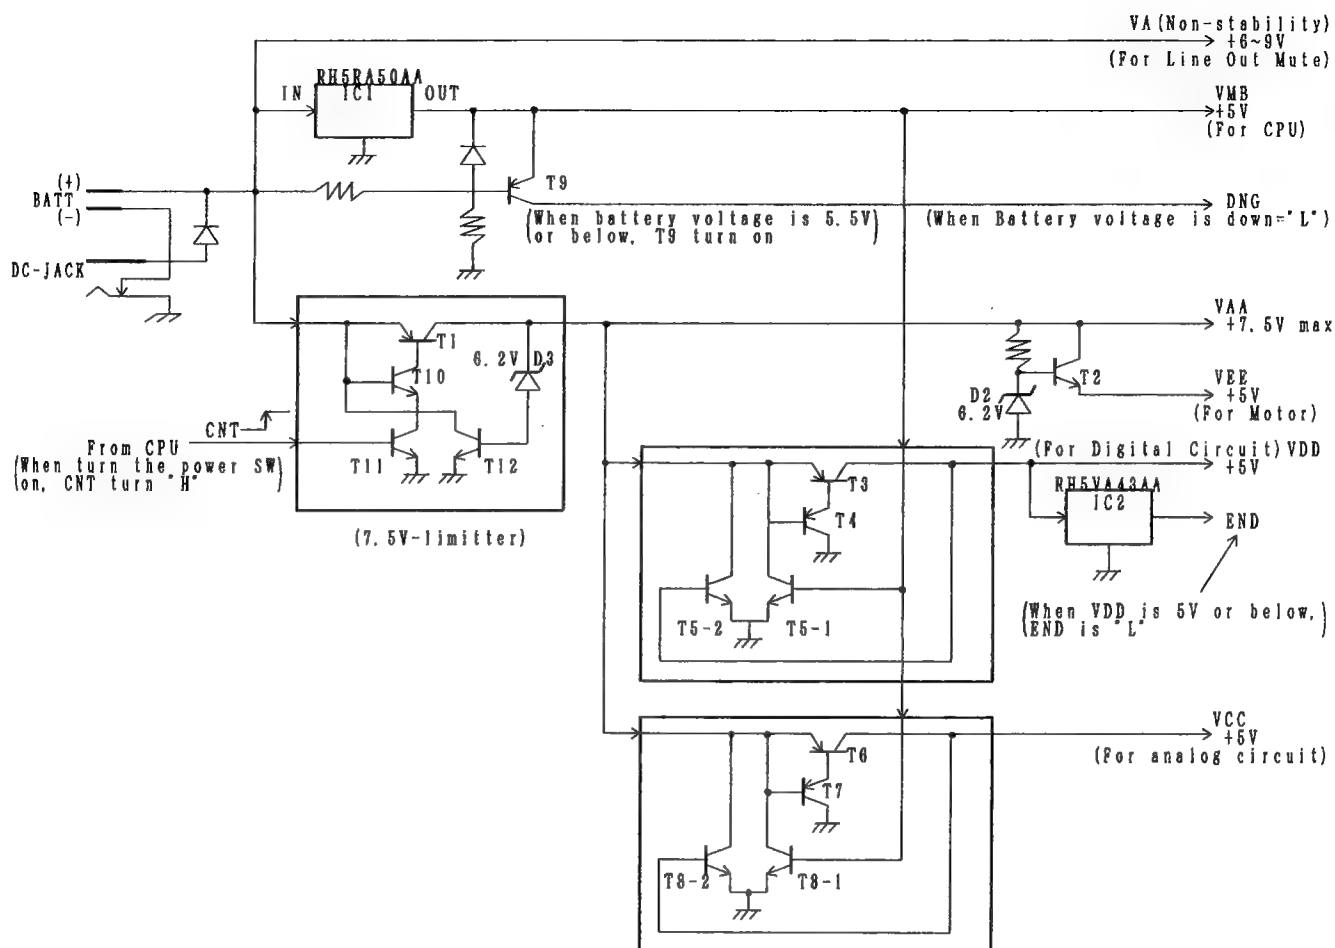 VA (Non-stability)
+6~9V
(For Line Out Mute)
RH5RA50AA
IN IC1 OUT
VMB
+5V
(For CPU)
(+)
BATT
(-)
T9
(When battery voltage is 5.5V)
(or below, T9 turn on
DNG
(When Battery voltage is down="L")
DC-JACK
VAA
+7.5V max
T1
6.2V D3
T10
T2
D2
6.2V
VEE
+5V
(For Motor)
CNT
From CPU
(When turn the power SW)
(on, CNT turn "H"
T11
T12
(7.5V-limitter)
(For Digital Circuit) VDD
+5V
T3
RH5VA43AA
IC2
T4
END
T5-2
T5-1
(When VDD is 5V or below,)
(END is "L"
VCC
+5V
(For analog circuit)
T6
T7
T8-2
T8-1